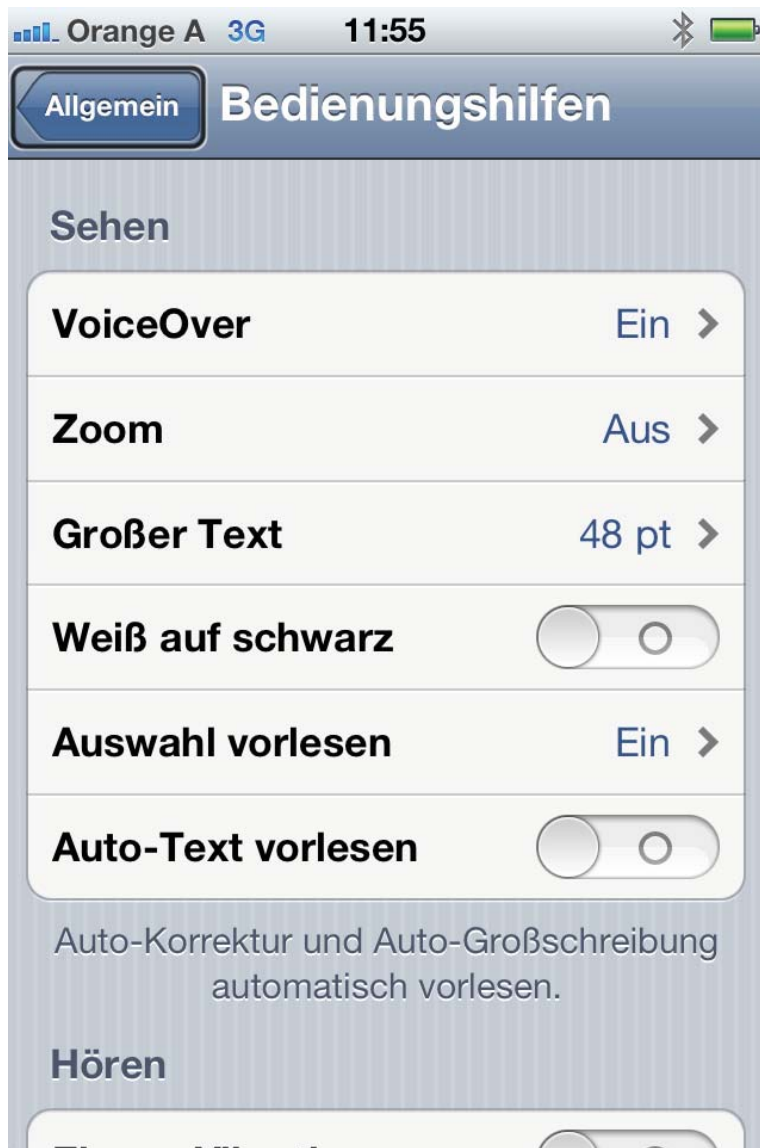 Orange A 3G 11:55
Allgemein Bedienungshilfen
Sehen
VoiceOver Ein
Zoom Aus
Großer Text 48 pt
Weiß auf schwarz
Auswahl vorlesen Ein
Auto-Text vorlesen
Auto-Korrektur und Auto-Großschreibung
automatisch vorlesen.
Hören